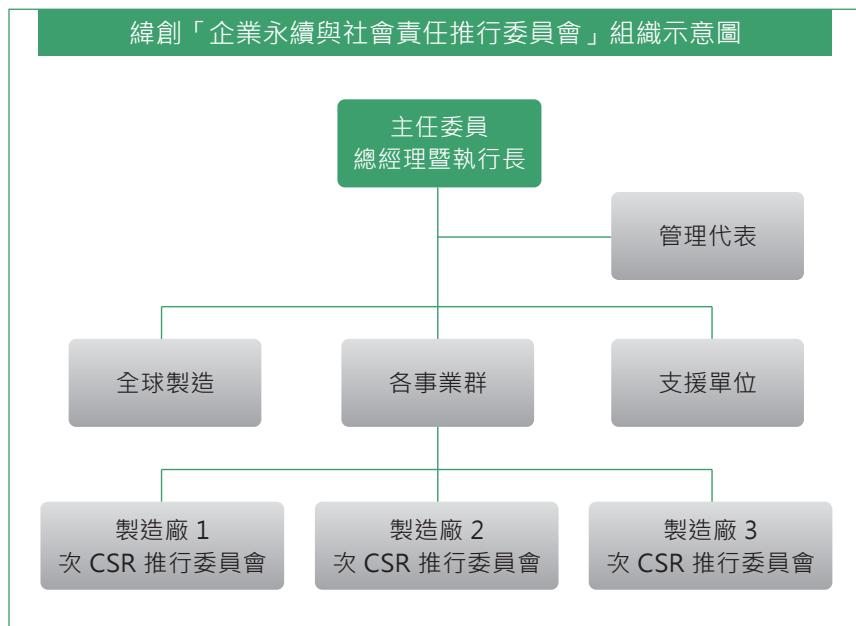 緯創「企業永續與社會責任推行委員會」組織示意圖
主任委員
總經理暨執行長
管理代表
全球製造
各事業群
支援單位
製造廠 1
次 CSR 推行委員會
製造廠 2
次 CSR 推行委員會
製造廠 3
次 CSR 推行委員會